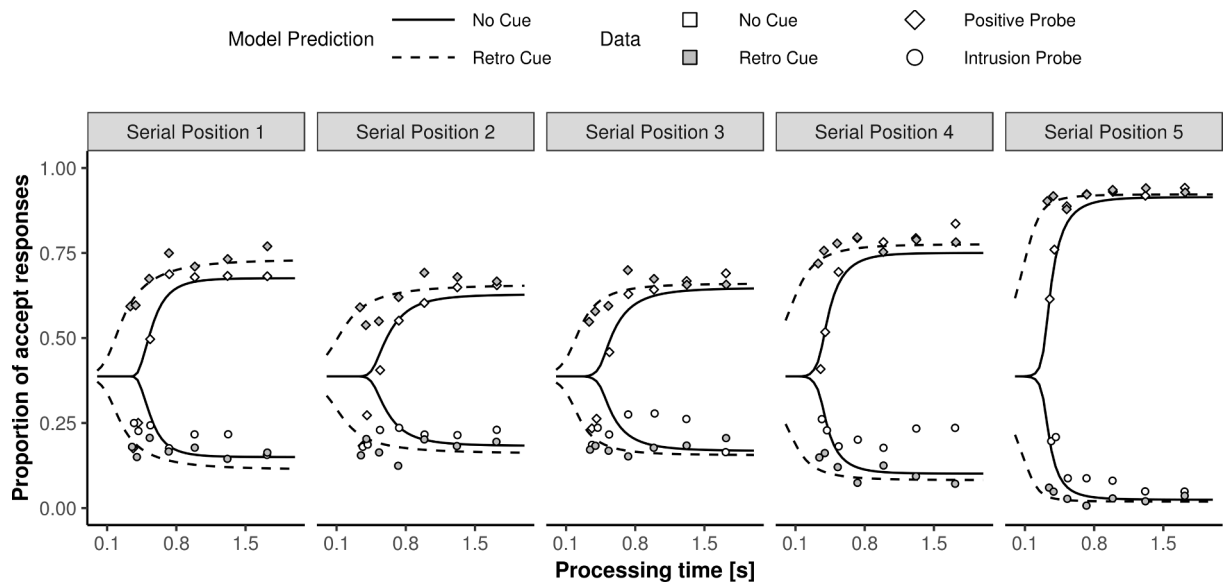 Model Prediction
No Cue
Retro Cue
Data
No Cue
Retro Cue
Positive Probe
Intrusion Probe
Serial Position 1
Serial Position 2
Serial Position 3
Serial Position 4
Serial Position 5
Proportion of accept responses
1.00
0.75
0.50
0.25
0.00
0.1 0.8 1.5
0.1 0.8 1.5
0.1 0.8 1.5
0.1 0.8 1.5
0.1 0.8 1.5
Processing time [s]